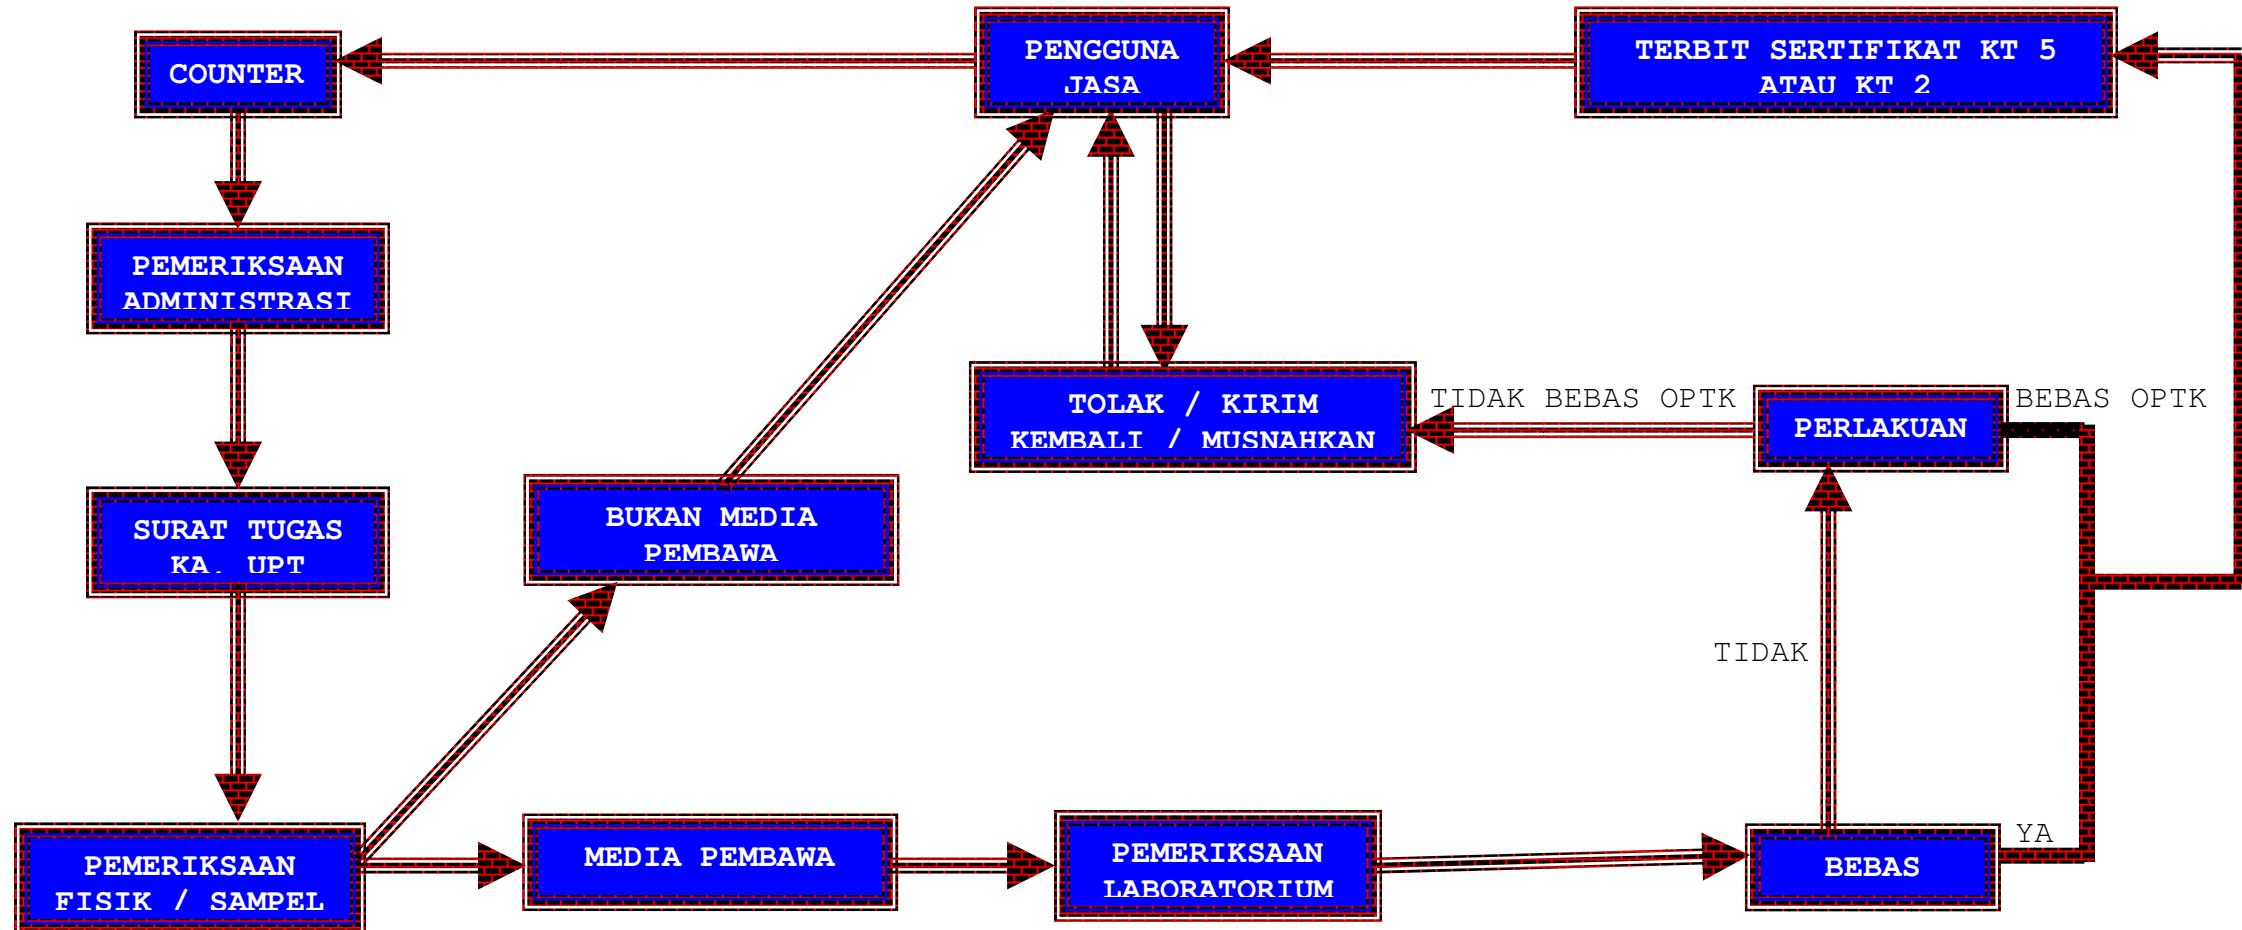 COUNTER
PENGGUNA
JASA
TERBIT SERTIFIKAT KT 5
ATAU KT 2
PEMERIKSAAN
ADMINISTRASI
TOLAK / KIRIM
KEMBALI / MUSNAHKAN
TIDAK BEBAS OPTK
PERLAKUAN
BEBAS OPTK
SURAT TUGAS
KA. UPT
BUKAN MEDIA
PEMBAWA
TIDAK
YA
PEMERIKSAAN
FISIK / SAMPEL
MEDIA PEMBAWA
PEMERIKSAAN
LABORATORIUM
BEBAS